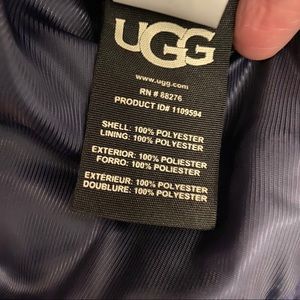 UGG
www.ugg.com
RN # 88276
PRODUCT ID# 1109594
SHELL: 100% POLYESTER
LINING: 100% POLYESTER
EXTERIOR: 100% POLIESTER
FORRO: 100% POLIESTER
EXTÉRIEUR: 100% POLYESTER
DOUBLURE: 100% POLYESTER